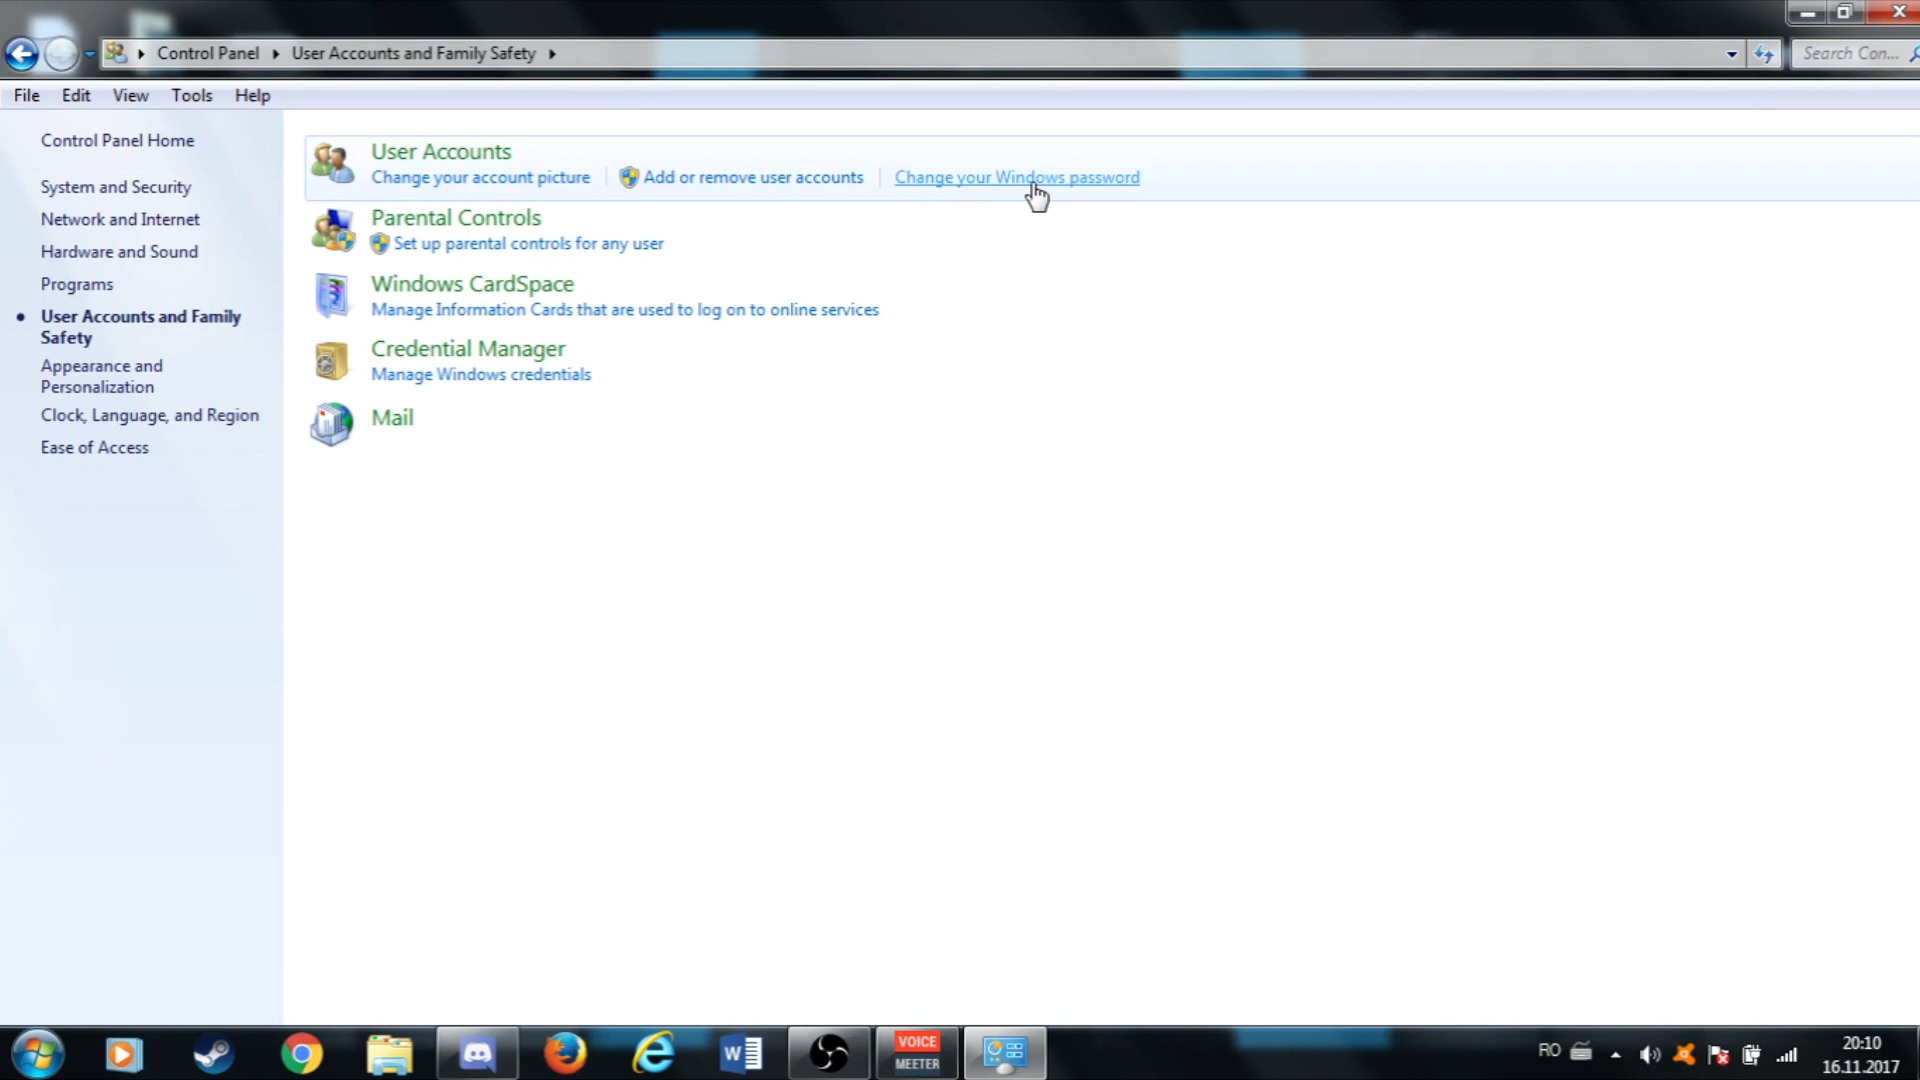 Control Panel
User Accounts and Family Safety
Search Con...
File Edit View Tools Help
Control Panel Home
System and Security
Network and Internet
Hardware and Sound
Programs
User Accounts and Family
Safety
Appearance and
Personalization
Clock, Language, and Region
Ease of Access
User Accounts
Change your account picture
Add or remove user accounts
Change your Windows password
Parental Controls
Set up parental controls for any user
Windows CardSpace
Manage Information Cards that are used to log on to online services
Credential Manager
Manage Windows credentials
Mail
W
VOICE
MEETER
RO
20:10
16.11.2017